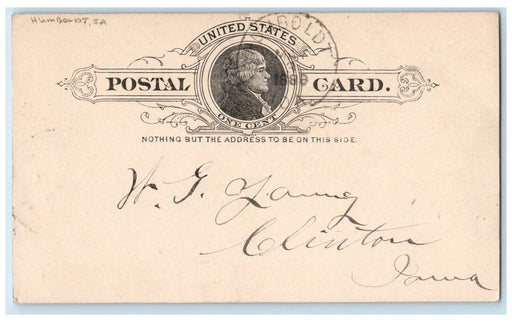 HUMBOLDT, IA
UNITED STATES
BOLDT
POSTAL CARD.
ONE CENT
NOTHING BUT THE ADDRESS TO BE ON THIS SIDE.
W. G. Young
Clinton
Iowa